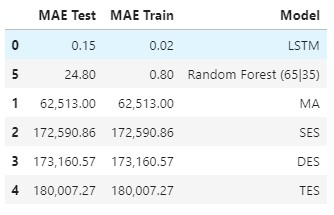 MAE Test MAE Train Model
0 0.15 0.02 LSTM
5 24.80 0.80 Random Forest (65|35)
1 62,513.00 62,513.00 MA
2 172,590.86 172,590.86 SES
3 173,160.57 173,160.57 DES
4 180,007.27 180,007.27 TES